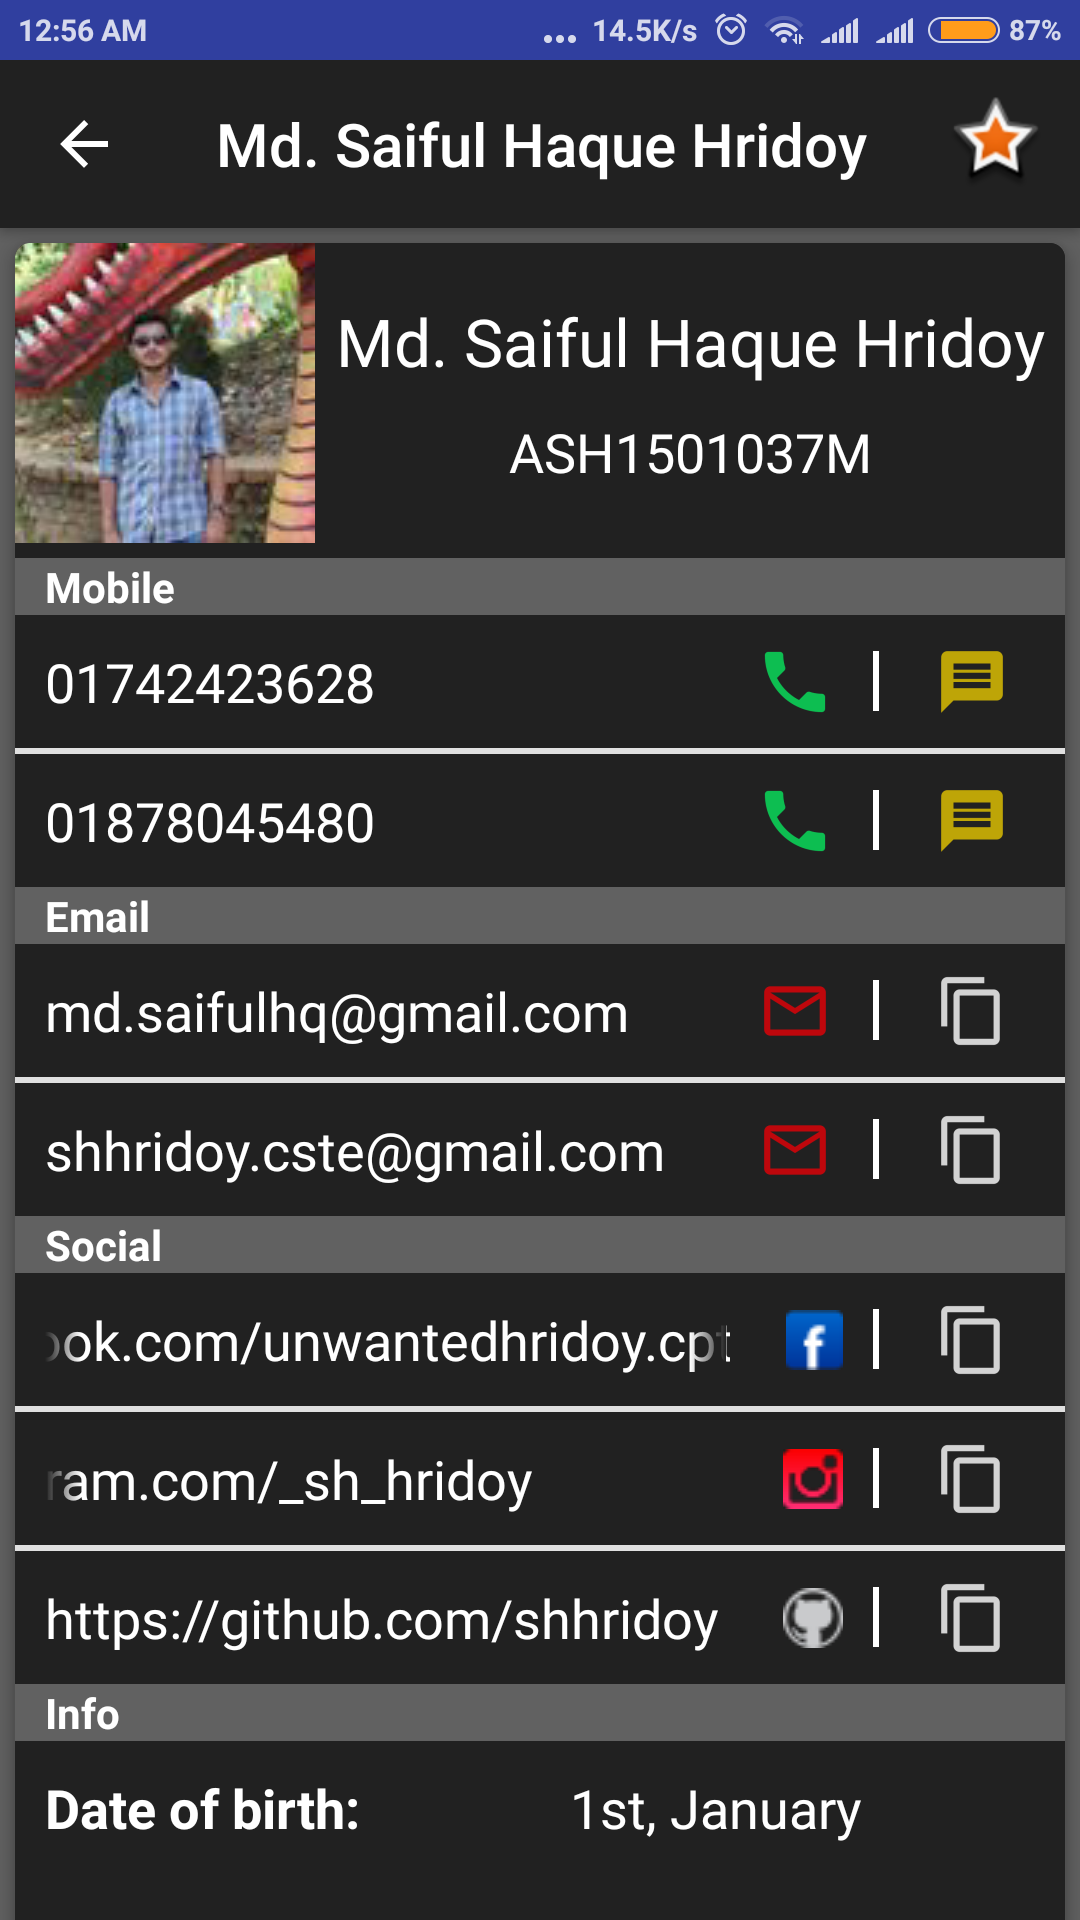 12:56 AM ... 14.5K/s 87%
Md. Saiful Haque Hridoy
Md. Saiful Haque Hridoy
ASH1501037M
Mobile
01742423628
01878045480
Email
md.saifulhq@gmail.com
shhridoy.cste@gmail.com
Social
ook.com/unwantedhridoy.cpt
ram.com/_sh_hridoy
https://github.com/shhridoy
Info
Date of birth: 1st, January